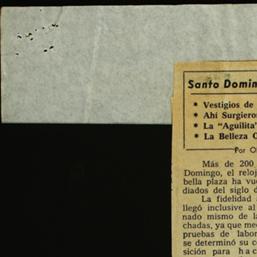 Santo Domin
* Vestigios de
* Ahí Surgiero
* La "Aguilita"
* La Belleza C
Por O
Más de 200
Domingo, el reloj
bella plaza ha vu
diados del siglo d
La fidelidad
llegó inclusive al
nado mismo de la
chadas, ya que me
pruebas de labor
se determinó su c
sición para hac